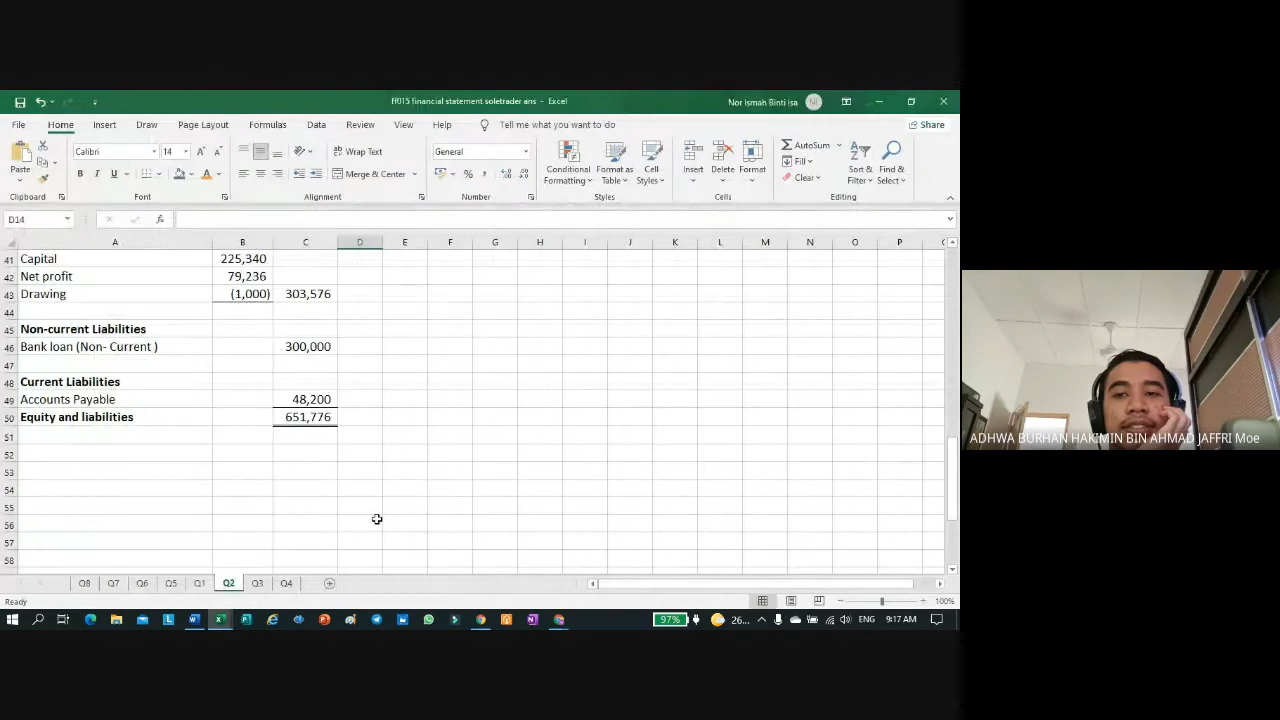 ff015 financial statement soletrader ans - Excel
Nor Ismah Binti Isa
NI
File Home Insert Draw Page Layout Formulas Data Review View Help Tell me what you want to do Share
Paste
Calibri 14
Wrap Text
Merge & Center
General
Conditional Formatting
Format as Table
Cell Styles
Insert Delete Format
AutoSum
Fill
Clear
Sort & Filter
Find & Select
Clipboard Font Alignment Number Styles Cells Editing
D14 fx
A B C D E F G H I J K L M N O P
41 Capital 225,340
42 Net profit 79,236
43 Drawing (1,000) 303,576
44
45 Non-current Liabilities
46 Bank loan (Non- Current ) 300,000
47
48 Current Liabilities
49 Accounts Payable 48,200
50 Equity and liabilities 651,776
51
52
53
54
55
56
57
58
Q8 Q7 Q6 Q5 Q1 Q2 Q3 Q4
Ready
100%
97% 26... ENG 9:17 AM
ADHWA BURHAN HAKIMIN BIN AHMAD JAFFRI Moe